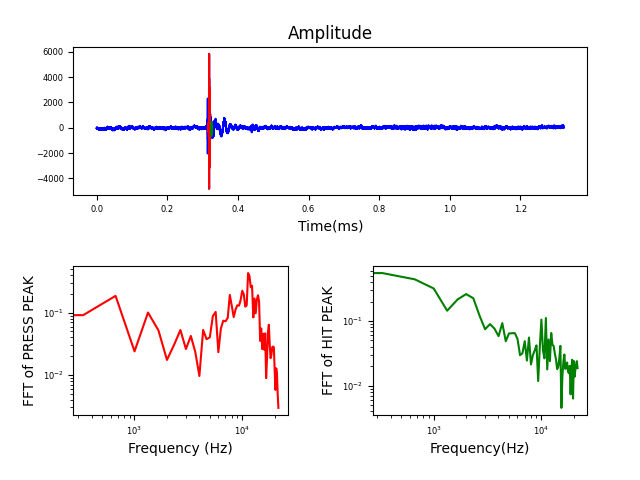 Amplitude
6000
4000
2000
0
−2000
−4000
0.0 0.2 0.4 0.6 0.8 1.0 1.2
Time(ms)
FFT of PRESS PEAK
10⁻¹
10⁻²
10³ 10⁴
Frequency (Hz)
FFT of HIT PEAK
10⁻¹
10⁻²
10³ 10⁴
Frequency(Hz)